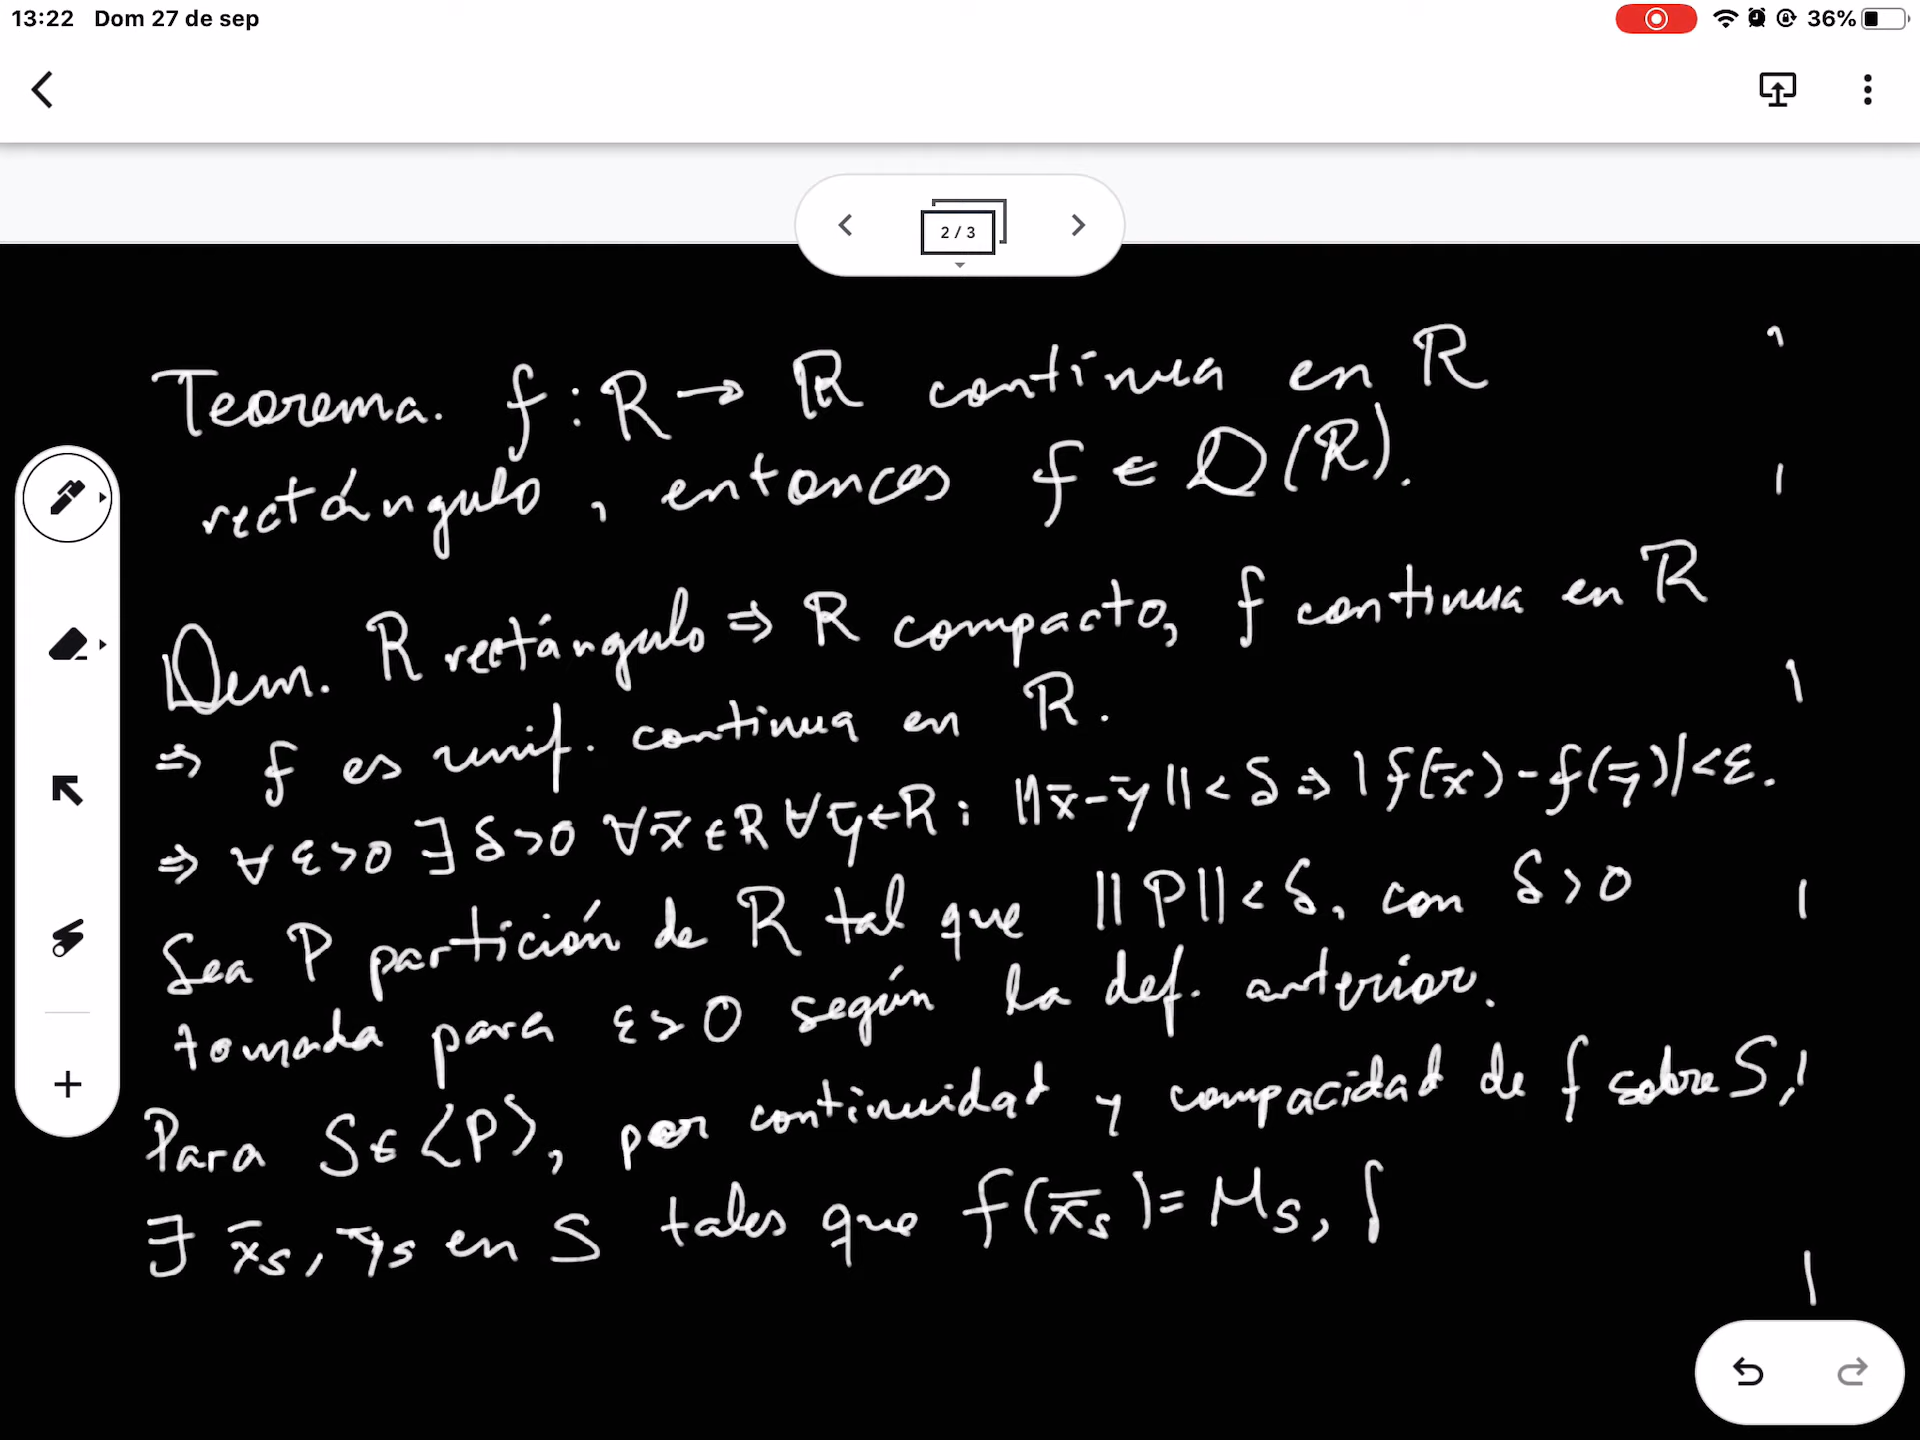 13:22 Dom 27 de sep 36%
2 / 3
Teorema. f : R → ℝ continua en R
rectángulo, entonces f ∈ D(R).
Dem. R rectángulo ⇒ R compacto, f continua en R
⇒ f es unif. continua en R.
⇒ ∀ ε>0 ∃ δ>0 ∀x̄ ∈ R ∀ȳ ∈ R : ||x̄-ȳ|| < δ ⇒ |f(x̄)-f(ȳ)|<ε.
Sea P partición de R tal que ||P||<δ, con δ>0
tomada para ε>0 según la def. anterior.
Para S∈⟨P⟩, por continuidad y compacidad de f sobre S,
∃ x̄ₛ, ȳₛ en S tales que f(x̄ₛ)= Mₛ, f